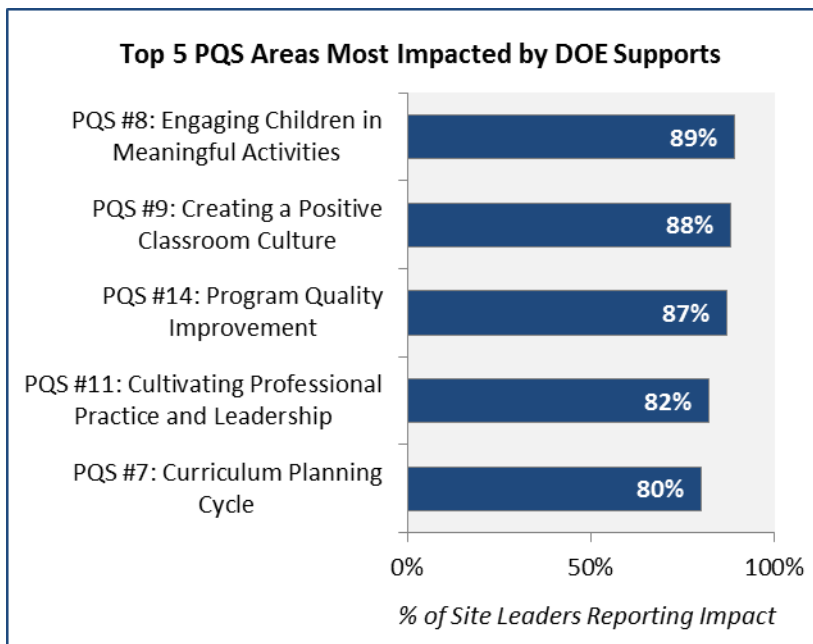 Top 5 PQS Areas Most Impacted by DOE Supports
PQS #8: Engaging Children in
Meaningful Activities
89%
PQS #9: Creating a Positive
Classroom Culture
88%
PQS #14: Program Quality
Improvement
87%
PQS #11: Cultivating Professional
Practice and Leadership
82%
PQS #7: Curriculum Planning
Cycle
80%
0% 50% 100%
% of Site Leaders Reporting Impact